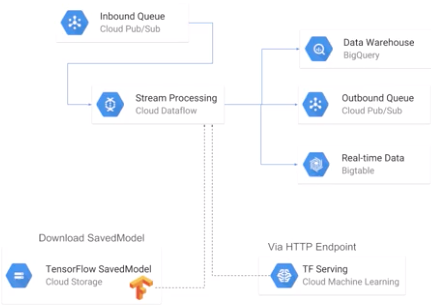 Inbound Queue
Cloud Pub/Sub
Stream Processing
Cloud Dataflow
Data Warehouse
BigQuery
Outbound Queue
Cloud Pub/Sub
Real-time Data
Bigtable
Download SavedModel
TensorFlow SavedModel
Cloud Storage
Via HTTP Endpoint
TF Serving
Cloud Machine Learning